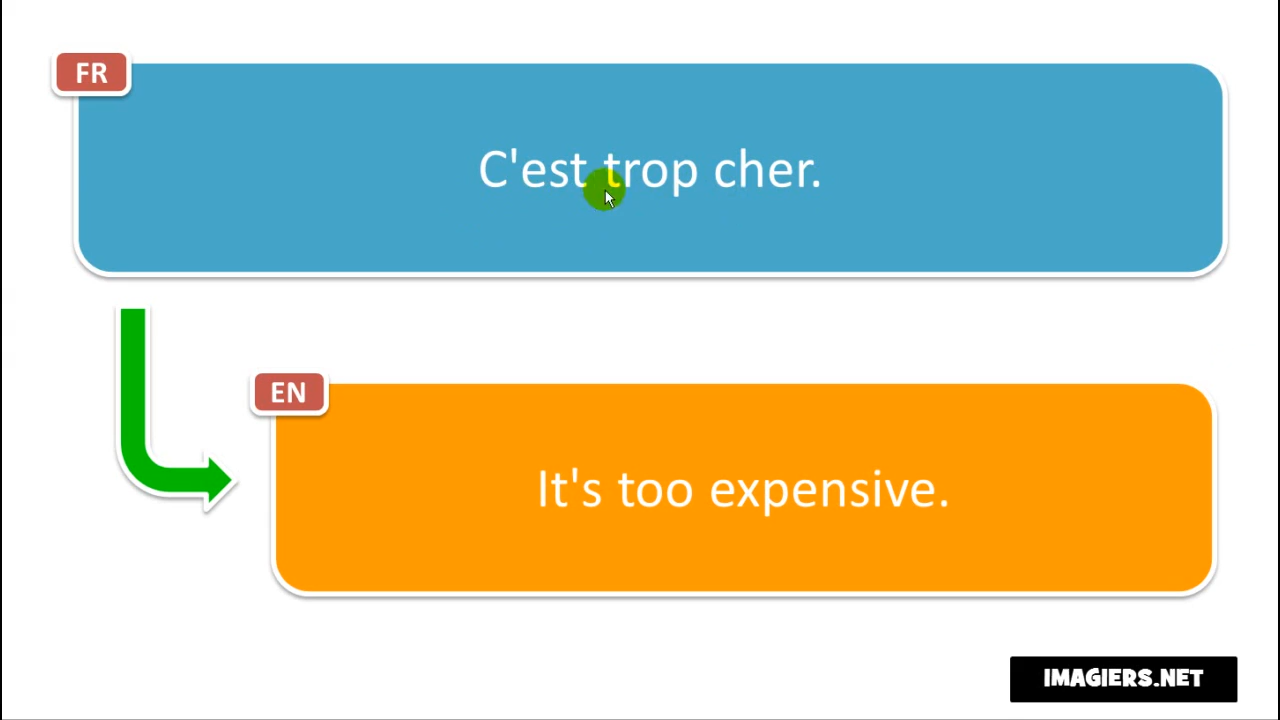 FR
C'est trop cher.
EN
It's too expensive.
IMAGIERS.NET